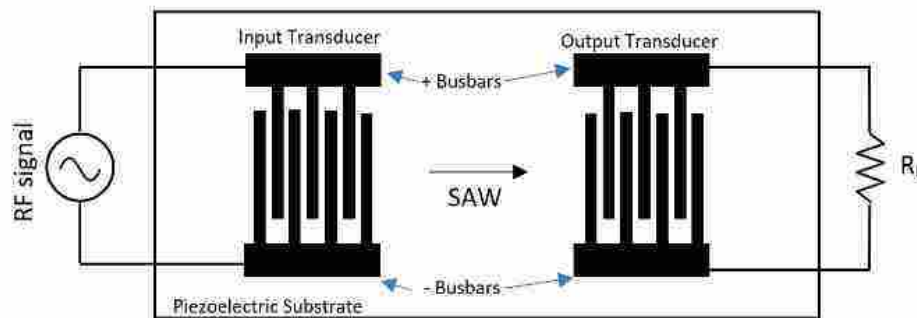 Input Transducer
Output Transducer
+ Busbars
RF signal
SAW
R
- Busbars
Piezoelectric Substrate